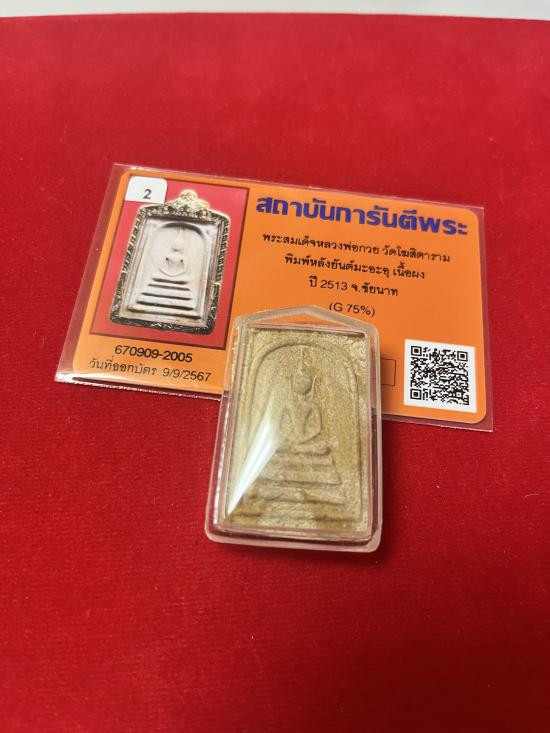 2
สถาบันการันตีพระ
พระสมเด็จหลวงพ่อกวย วัดโฆสิตาราม
พิมพ์หลังยันต์มะอะอุ เนื้อผง
ปี 2513 จ.ชัยนาท
(G 75%)
670909-2005
วันที่ออกบัตร 9/9/2567